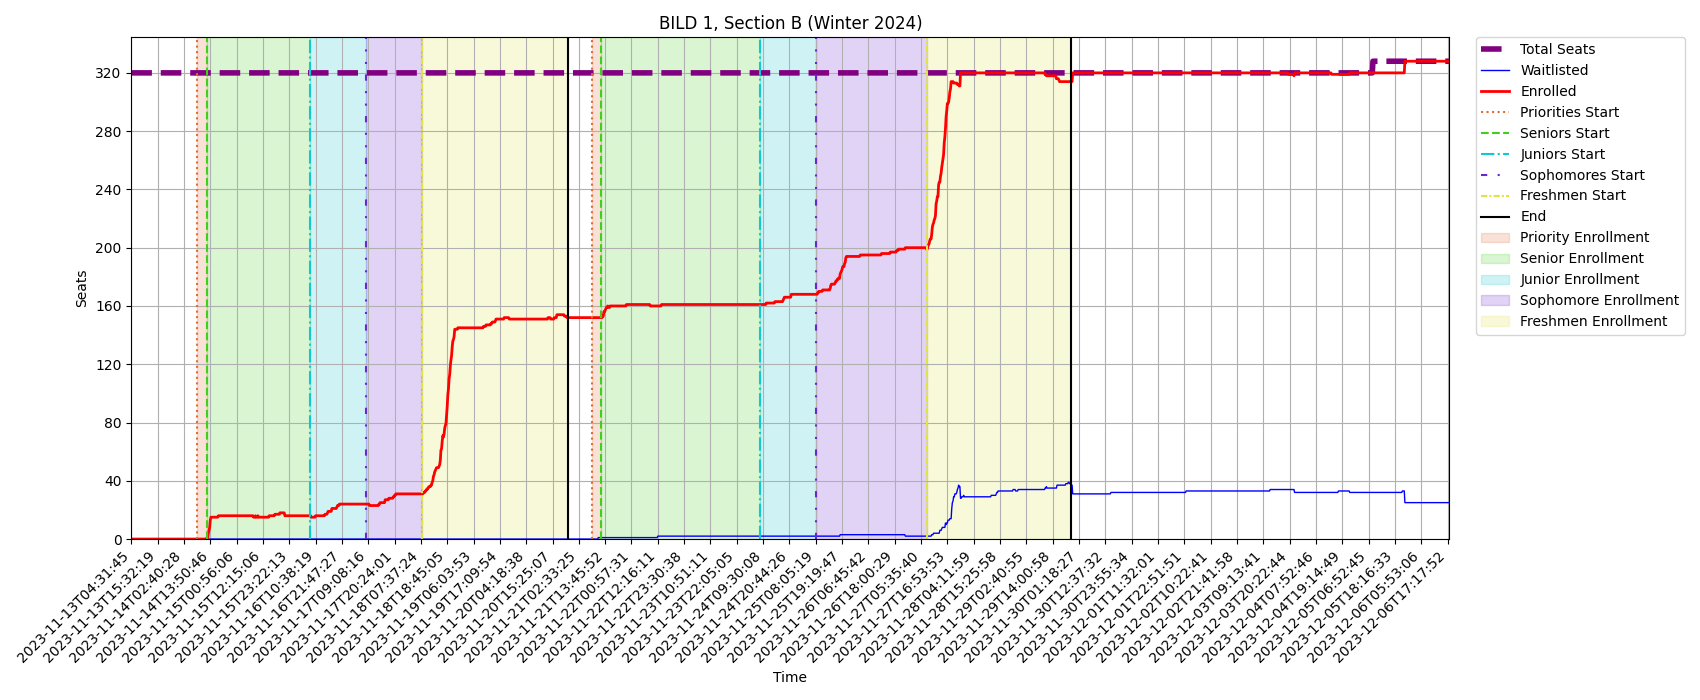 BILD 1, Section B (Winter 2024)
Seats
320
280
240
200
160
120
80
40
0
2023-11-13T04:31:45
2023-11-13T15:32:19
2023-11-14T02:40:28
2023-11-14T13:50:46
2023-11-15T00:56:06
2023-11-15T12:15:06
2023-11-15T23:22:13
2023-11-16T10:38:19
2023-11-16T21:47:27
2023-11-17T09:08:16
2023-11-17T20:24:01
2023-11-18T07:37:24
2023-11-18T18:45:05
2023-11-19T06:03:53
2023-11-19T17:09:54
2023-11-20T04:18:38
2023-11-20T15:25:07
2023-11-21T02:33:25
2023-11-21T13:45:52
2023-11-22T00:57:31
2023-11-22T12:16:11
2023-11-22T23:30:38
2023-11-23T10:51:11
2023-11-23T22:05:05
2023-11-24T09:30:08
2023-11-24T20:44:26
2023-11-25T08:05:19
2023-11-25T19:19:47
2023-11-26T06:45:42
2023-11-26T18:00:29
2023-11-27T05:35:40
2023-11-27T16:53:53
2023-11-28T04:11:59
2023-11-28T15:25:58
2023-11-29T02:40:55
2023-11-29T14:00:58
2023-11-30T01:18:27
2023-11-30T12:37:32
2023-11-30T23:55:34
2023-12-01T11:32:01
2023-12-01T22:51:51
2023-12-02T10:22:41
2023-12-02T21:41:58
2023-12-03T09:13:41
2023-12-03T20:22:44
2023-12-04T07:52:46
2023-12-04T19:14:49
2023-12-05T06:52:45
2023-12-05T18:16:33
2023-12-06T05:53:06
2023-12-06T17:17:52
Time
Total Seats
Waitlisted
Enrolled
Priorities Start
Seniors Start
Juniors Start
Sophomores Start
Freshmen Start
End
Priority Enrollment
Senior Enrollment
Junior Enrollment
Sophomore Enrollment
Freshmen Enrollment